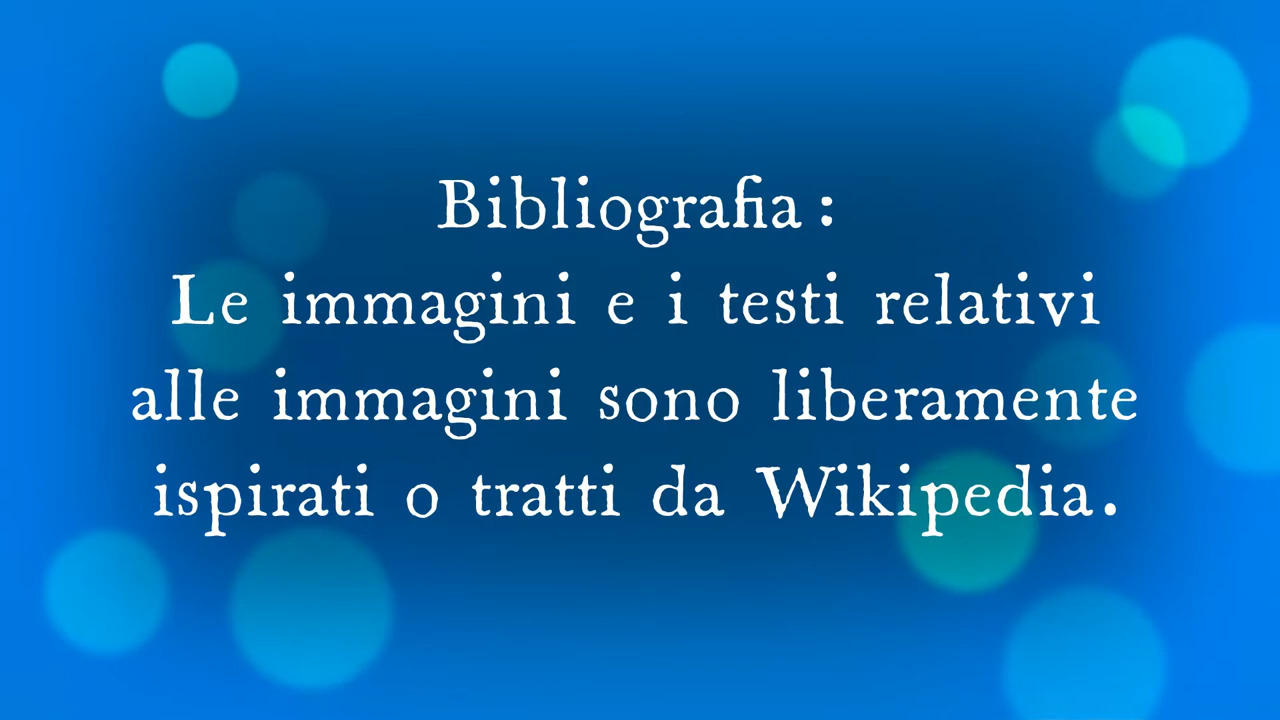 Bibliografia :
Le immagini e i testi relativi
alle immagini sono liberamente
ispirati o tratti da Wikipedia.